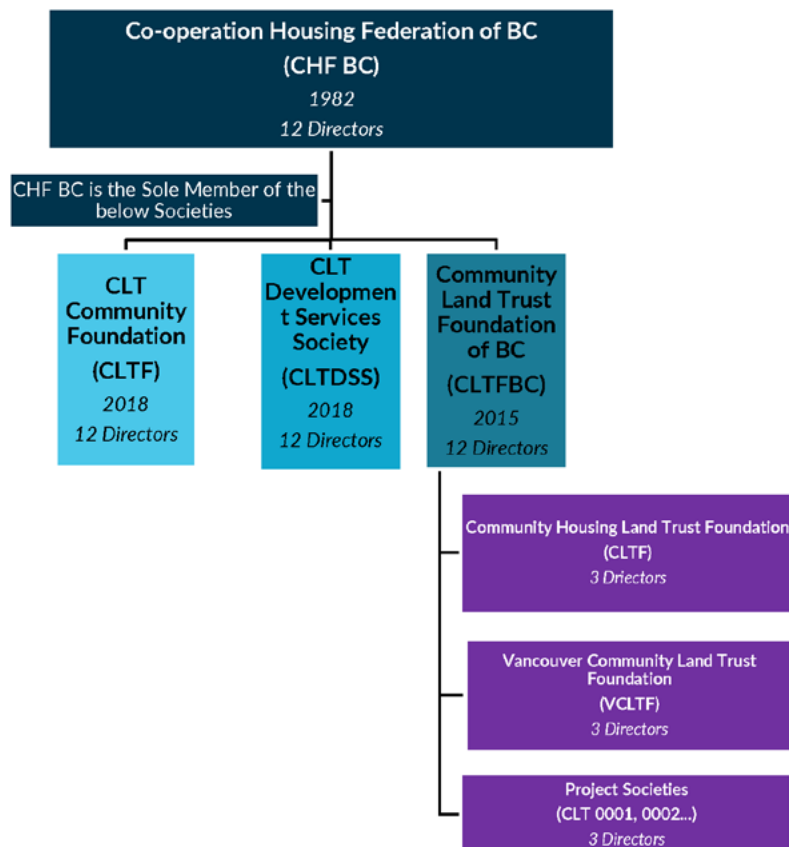 Co-operation Housing Federation of BC
(CHF BC)
1982
12 Directors
CHF BC is the Sole Member of the
below Societies
CLT
Community
Foundation
(CLTF)
2018
12 Directors
CLT
Developmen
t Services
Society
(CLTDSS)
2018
12 Directors
Community
Land Trust
Foundation
of BC
(CLTFBC)
2015
12 Directors
Community Housing Land Trust Foundation
(CLTF)
3 Driectors
Vancouver Community Land Trust
Foundation
(VCLTF)
3 Directors
Project Societies
(CLT 0001, 0002...)
3 Directors